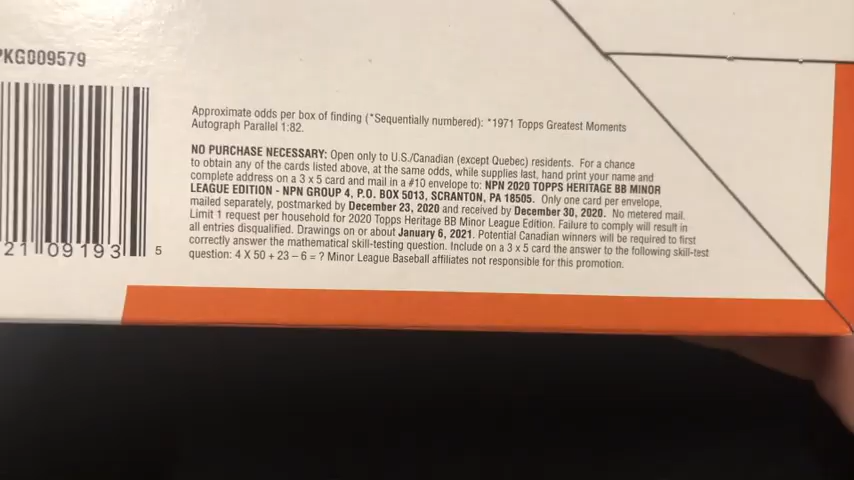 PKG009579
21 09193 5
Approximate odds per box of finding (*Sequentially numbered): *1971 Topps Greatest Moments
Autograph Parallel 1:82.
NO PURCHASE NECESSARY: Open only to U.S./Canadian (except Quebec) residents. For a chance
to obtain any of the cards listed above, at the same odds, while supplies last, hand print your name and
complete address on a 3 x 5 card and mail in a #10 envelope to: NPN 2020 TOPPS HERITAGE BB MINOR
LEAGUE EDITION - NPN GROUP 4, P.O. BOX 5013, SCRANTON, PA 18505. Only one card per envelope,
mailed separately, postmarked by December 23, 2020 and received by December 30, 2020. No metered mail.
Limit 1 request per household for 2020 Topps Heritage BB Minor League Edition. Failure to comply will result in
all entries disqualified. Drawings on or about January 6, 2021. Potential Canadian winners will be required to first
correctly answer the mathematical skill-testing question. Include on a 3 x 5 card the answer to the following skill-test
question: 4 X 50 + 23 – 6 = ? Minor League Baseball affiliates not responsible for this promotion.